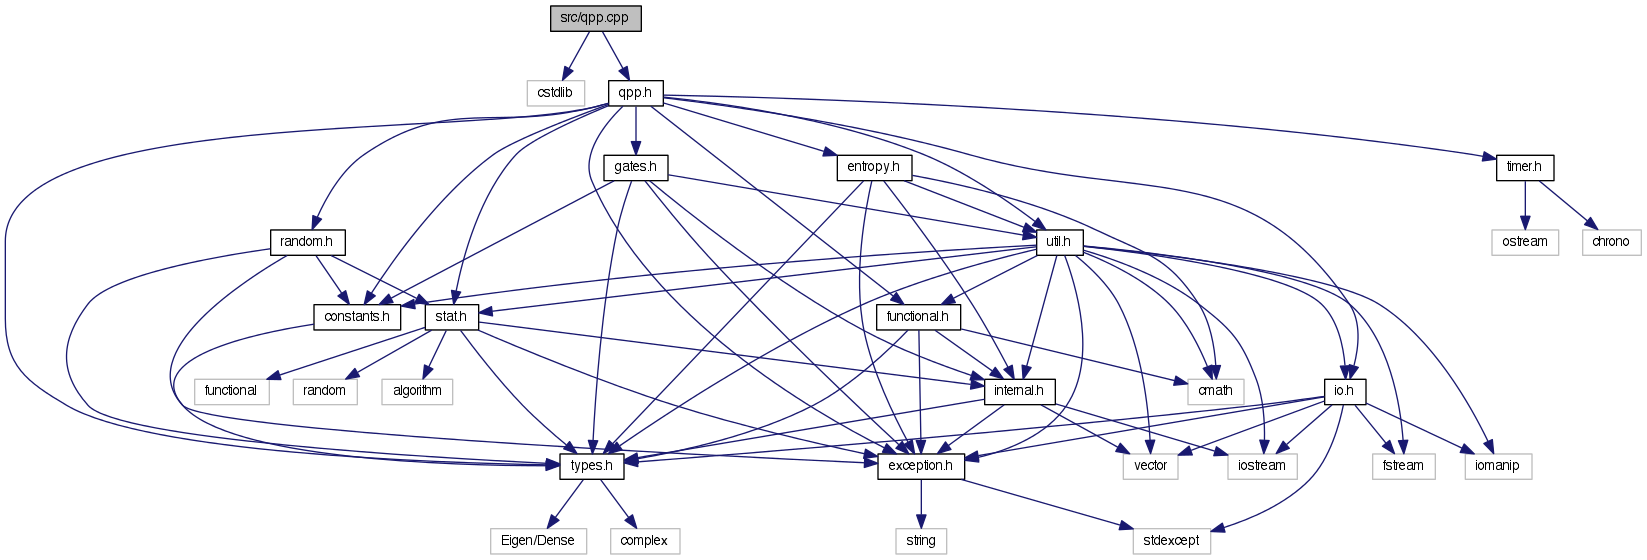 src/qpp.cpp
cstdlib
qpp.h
gates.h
entropy.h
timer.h
random.h
util.h
ostream
chrono
constants.h
stat.h
functional.h
functional
random
algorithm
internal.h
cmath
io.h
types.h
exception.h
vector
iostream
fstream
iomanip
Eigen/Dense
complex
string
stdexcept